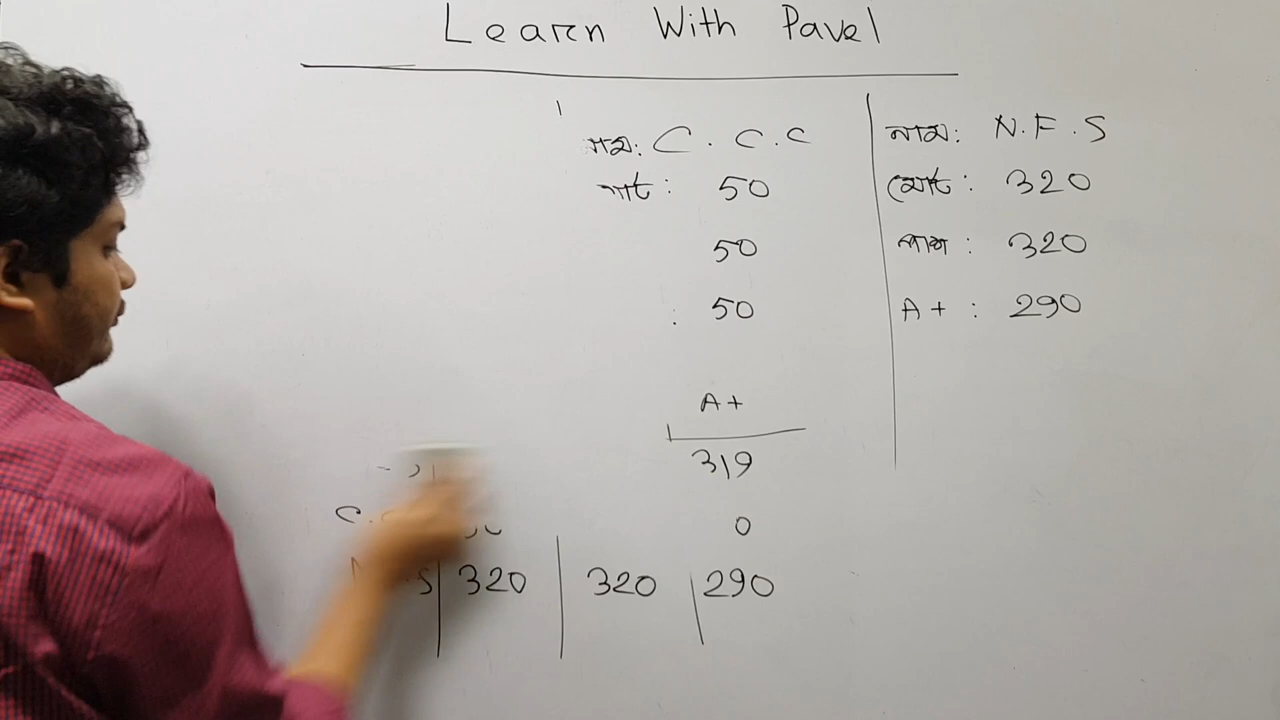 Learn With Pavel
C. C. C
50
50
: 50
নাম: N.F.S
মোট: 320
পাশ: 320
A+ : 290
A+
319
0
320 320 290